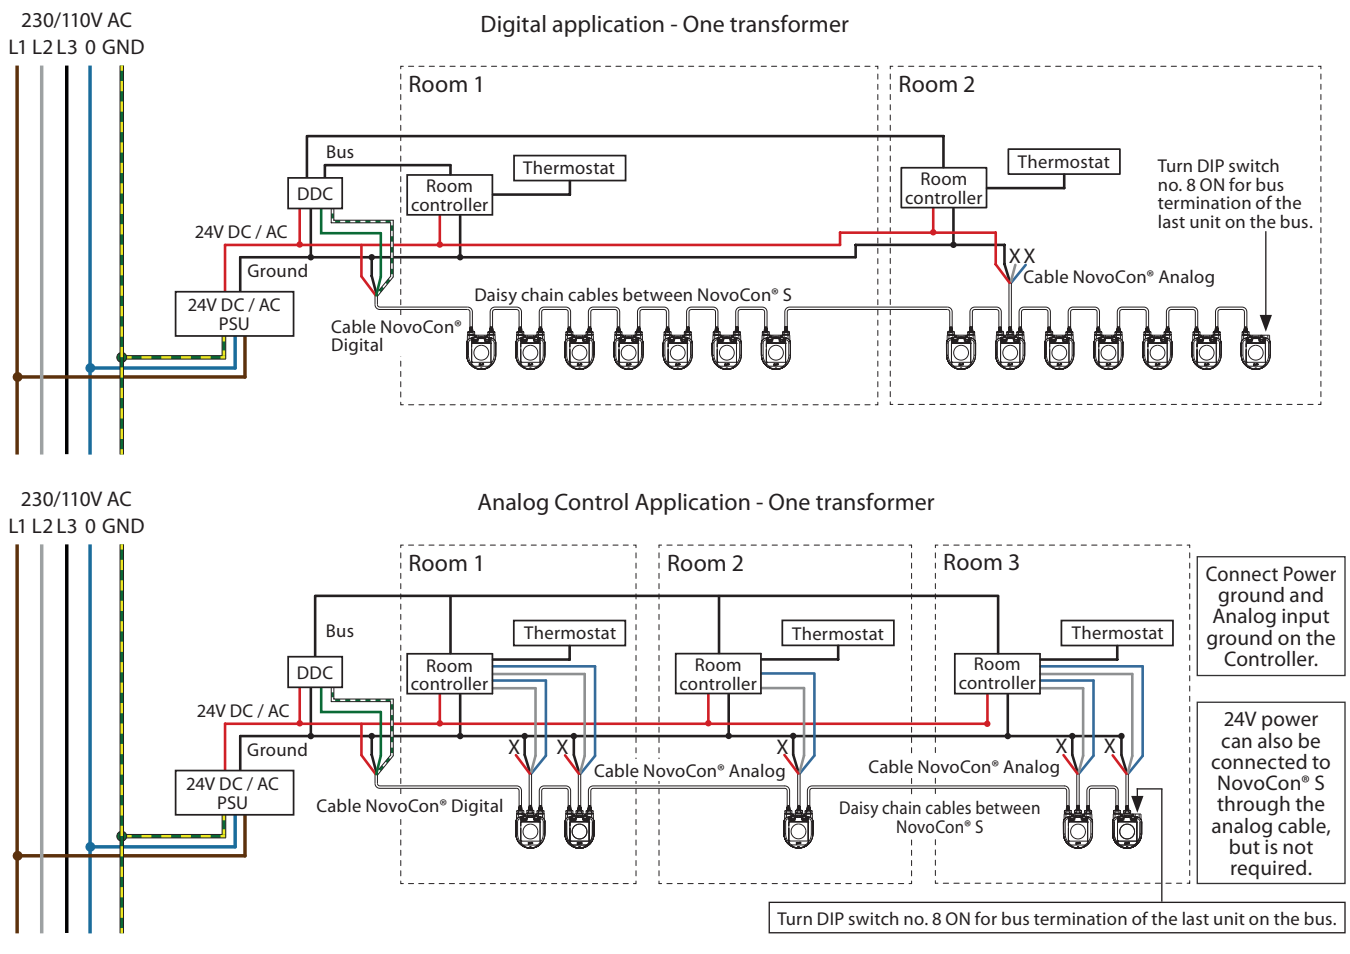 230/110V AC
L1 L2 L3 0 GND
Digital application - One transformer
Room 1
Room 2
Bus
Thermostat
Thermostat
DDC
Room
controller
Room
controller
Turn DIP switch
no. 8 ON for bus
termination of the
last unit on the bus.
24V DC / AC
Ground
X X
Cable NovoCon® Analog
24V DC / AC
PSU
Daisy chain cables between NovoCon® S
Cable NovoCon®
Digital
230/110V AC
L1 L2 L3 0 GND
Analog Control Application - One transformer
Room 1
Room 2
Room 3
Connect Power
ground and
Analog input
ground on the
Controller.
Bus
Thermostat
Thermostat
Thermostat
DDC
Room
controller
Room
controller
Room
controller
24V DC / AC
Ground
X
X
X
X
X
24V DC / AC
PSU
Cable NovoCon® Analog
Cable NovoCon® Analog
Cable NovoCon® Digital
Daisy chain cables between
NovoCon® S
24V power
can also be
connected to
NovoCon® S
through the
analog cable,
but is not
required.
Turn DIP switch no. 8 ON for bus termination of the last unit on the bus.